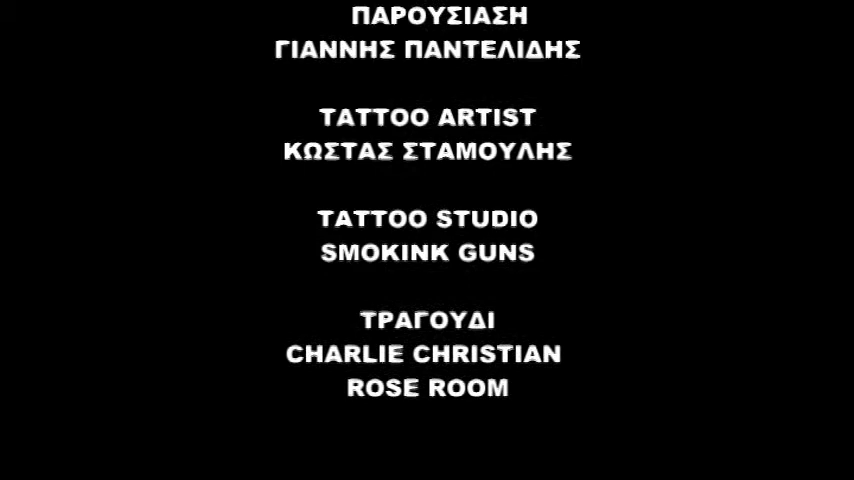 ΠΑΡΟΥΣΙΑΣΗ
ΓΙΑΝΝΗΣ ΠΑΝΤΕΛΙΔΗΣ
TATTOO ARTIST
ΚΩΣΤΑΣ ΣΤΑΜΟΥΛΗΣ
TATTOO STUDIO
SMOKINK GUNS
ΤΡΑΓΟΥΔΙ
CHARLIE CHRISTIAN
ROSE ROOM